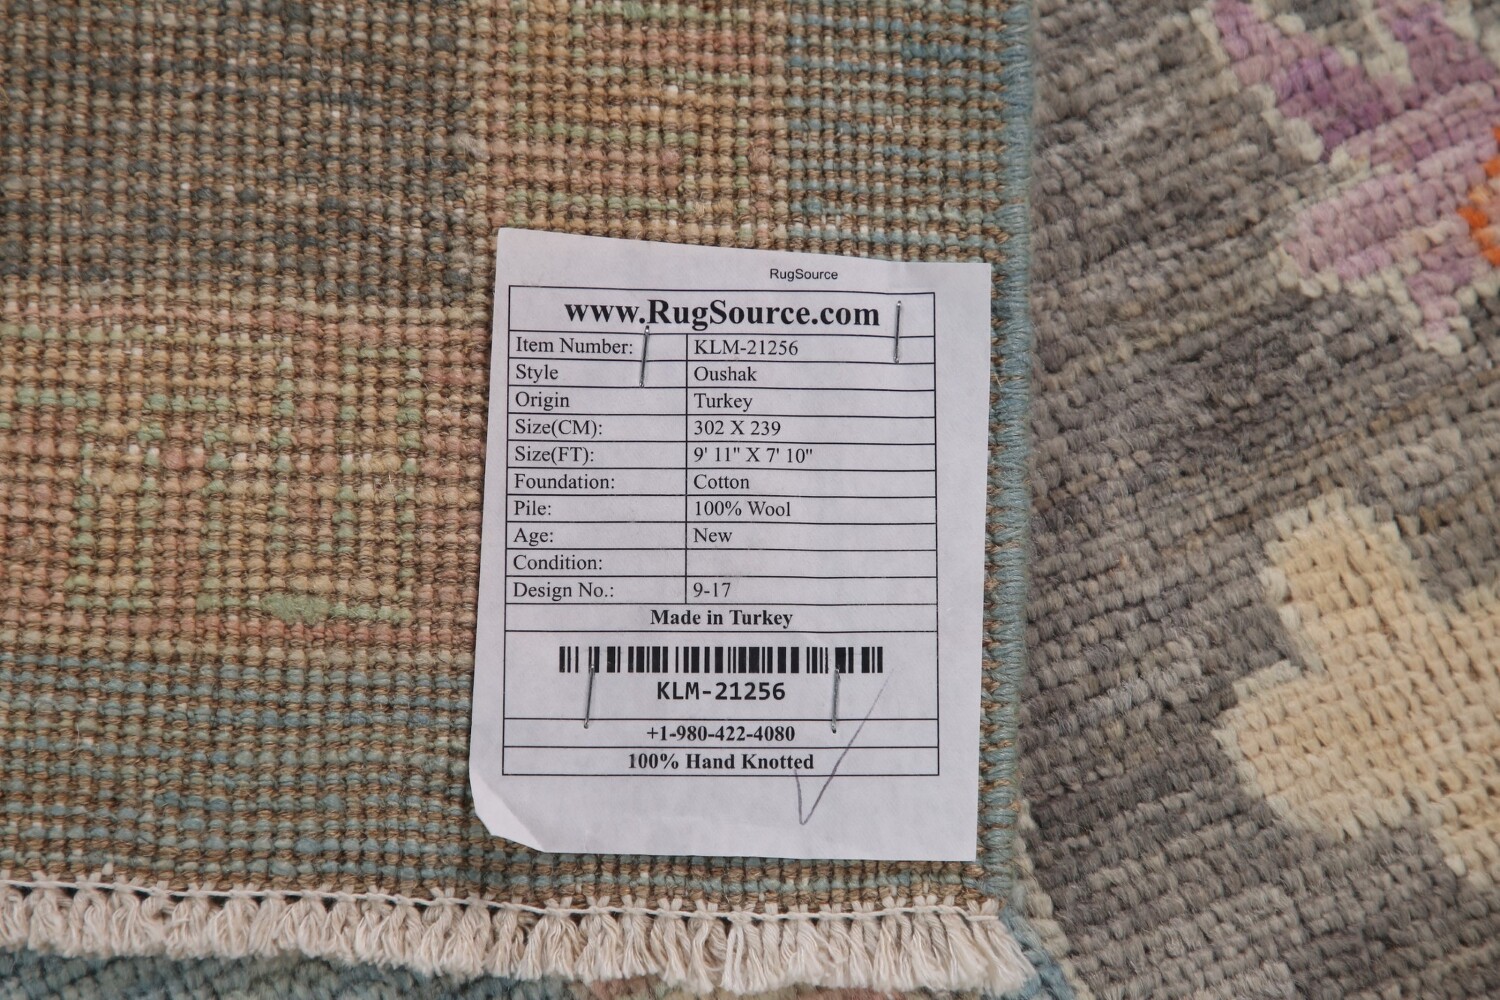 RugSource
www.RugSource.com
Item Number: KLM-21256
Style Oushak
Origin Turkey
Size(CM): 302 X 239
Size(FT): 9' 11" X 7' 10"
Foundation: Cotton
Pile: 100% Wool
Age: New
Condition:
Design No.: 9-17
Made in Turkey
KLM-21256
+1-980-422-4080
100% Hand Knotted